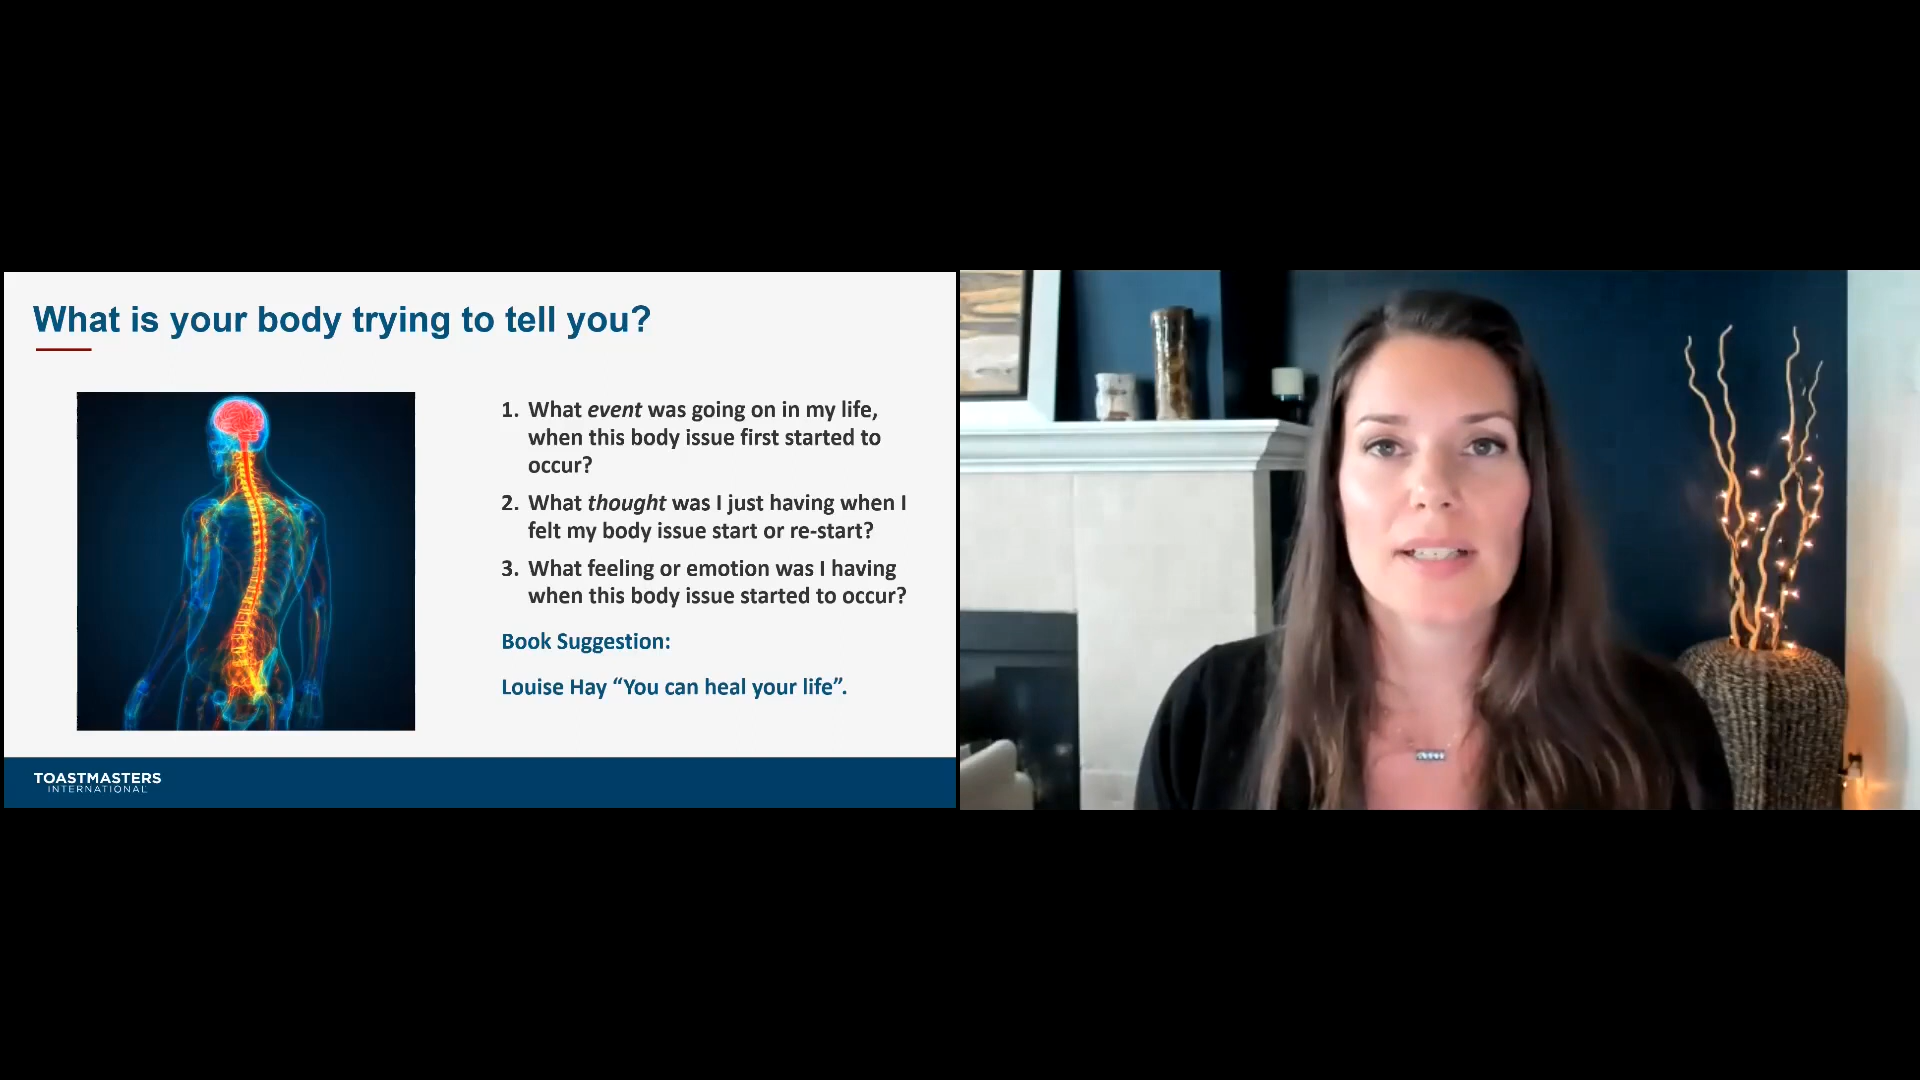 What is your body trying to tell you?
1. What event was going on in my life,
when this body issue first started to
occur?
2. What thought was I just having when I
felt my body issue start or re-start?
3. What feeling or emotion was I having
when this body issue started to occur?
Book Suggestion:
Louise Hay “You can heal your life”.
TOASTMASTERS
INTERNATIONAL